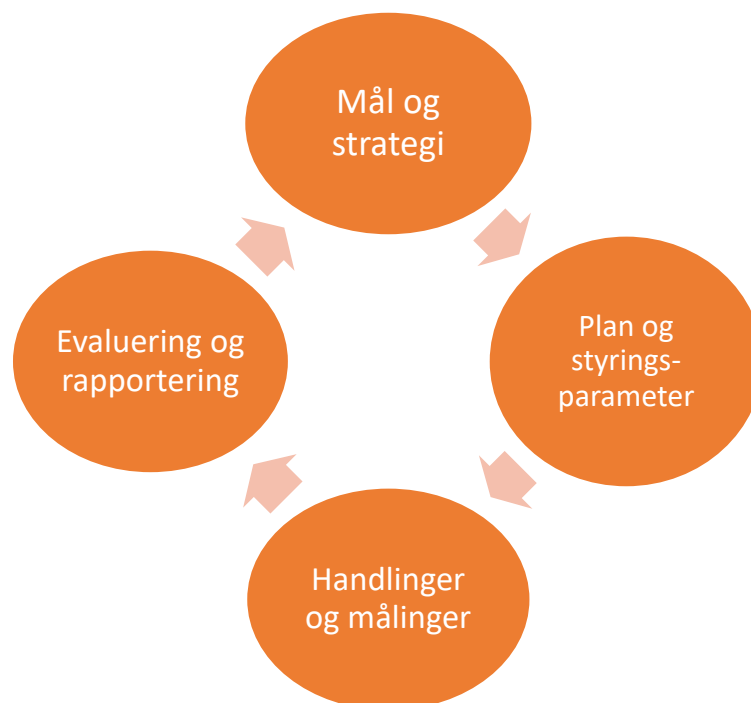 Mål og
strategi
Plan og
styrings-
parameter
Handlinger
og målinger
Evaluering og
rapportering